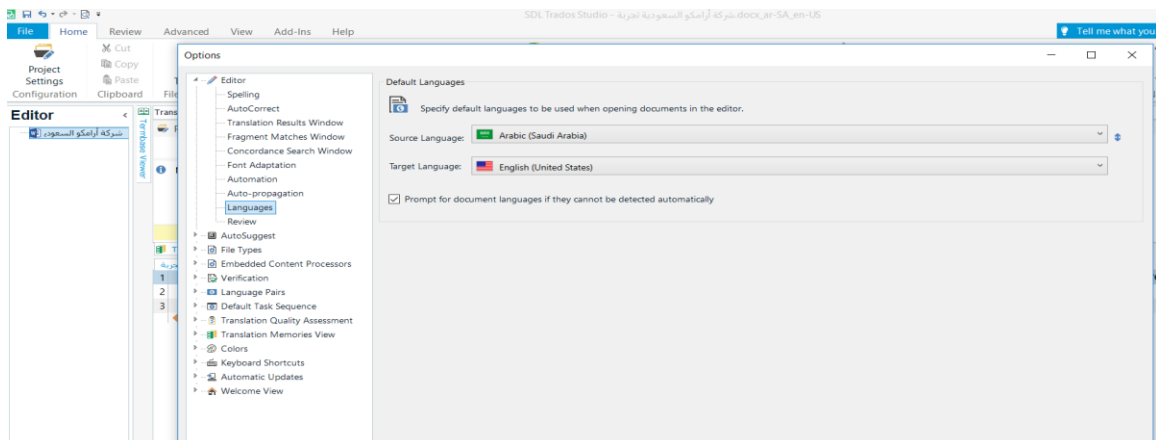 شركة أرامكو السعودية تجربة.docx_ar-SA_en-US - SDL Trados Studio
File Home Review Advanced View Add-Ins Help
Tell me what you
Project
Settings
Configuration
Cut
Copy
Paste
Clipboard
File
Editor
شركة أرامكو السعودي
Termbase Viewer
Trans
Options
Editor
Spelling
AutoCorrect
Translation Results Window
Fragment Matches Window
Concordance Search Window
Font Adaptation
Automation
Auto-propagation
Languages
Review
AutoSuggest
File Types
Embedded Content Processors
Verification
Language Pairs
Default Task Sequence
Translation Quality Assessment
Translation Memories View
Colors
Keyboard Shortcuts
Automatic Updates
Welcome View
1
2
3
Default Languages
Specify default languages to be used when opening documents in the editor.
Source Language: Arabic (Saudi Arabia)
Target Language: English (United States)
Prompt for document languages if they cannot be detected automatically